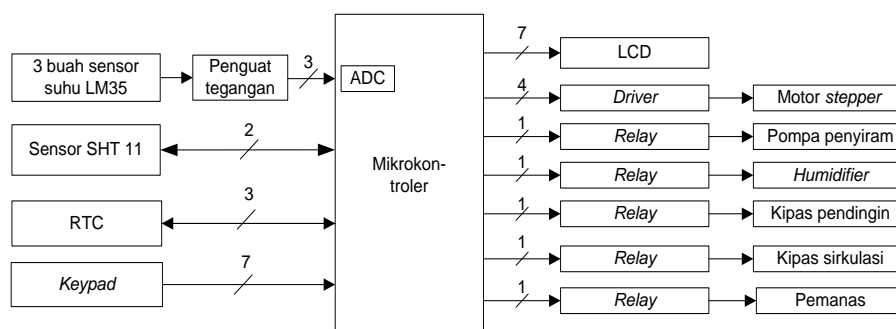 3 buah sensor
suhu LM35
Penguat
tegangan
3
ADC
Sensor SHT 11
2
RTC
3
Keypad
7
Mikrokon-
troler
7
LCD
4
Driver
Motor stepper
1
Relay
Pompa penyiram
1
Relay
Humidifier
1
Relay
Kipas pendingin
1
Relay
Kipas sirkulasi
1
Relay
Pemanas